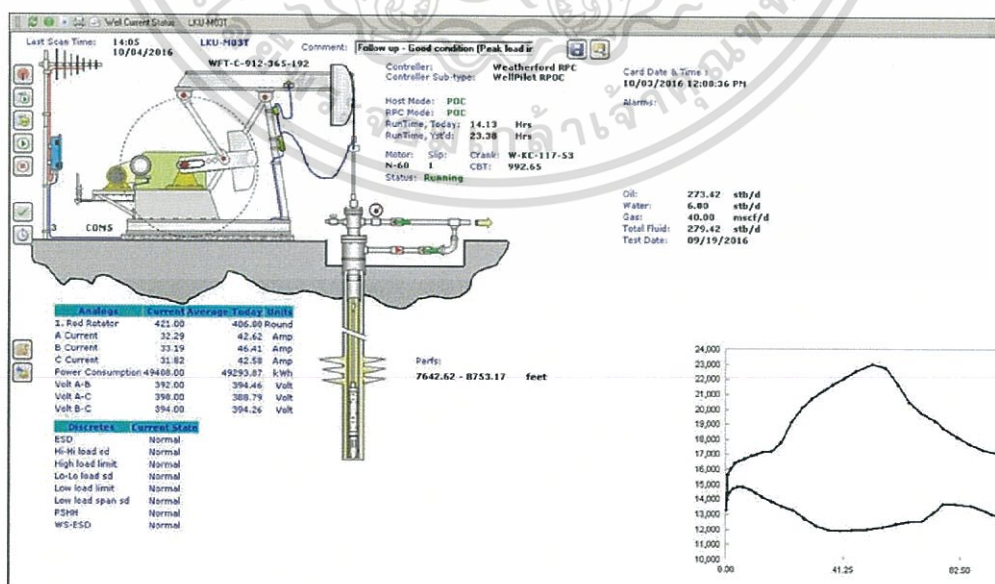 Well Current Status LKU-M03T
Last Scan Time: 14:05
10/04/2016
LKU-M03T
Comment: Follow up - Good condition (Peak load ir
WFT-C-912-365-192
Controller: Weatherford RPC
Controller Sub-type: WellPilot RPOC
Card Date & Time :
10/03/2016 12:08:36 PM
Alarms:
Host Mode: POC
RPC Mode: POC
RunTime, Today: 14.13 Hrs
RunTime, Yst'd: 23.38 Hrs
Motor: Slip: Crank: W-KC-117-53
N-60 1 CBT: 992.65
Status: Running
Oil: 273.42 stb/d
Water: 6.00 stb/d
Gas: 40.00 mscf/d
Total Fluid: 279.42 stb/d
Test Date: 09/19/2016
3 COM5
Analogs Current Average Today Units
1. Rod Rotator 421.00 406.00 Round
A Current 32.29 42.62 Amp
B Current 33.19 46.41 Amp
C Current 31.82 42.58 Amp
Power Consumption 49408.00 49293.87 kWh
Volt A-B 392.00 394.46 Volt
Volt A-C 390.00 388.79 Volt
Volt B-C 394.00 394.26 Volt
Perfs:
7642.62 - 8753.17 feet
Discretes Current State
ESD Normal
Hi-Hi load sd Normal
High load limit Normal
Lo-Lo load sd Normal
Low load limit Normal
Low load span sd Normal
PSHH Normal
WS-ESD Normal
24,000
23,000
22,000
21,000
20,000
19,000
18,000
17,000
16,000
15,000
14,000
13,000
12,000
11,000
10,000
0.00 41.25 82.50